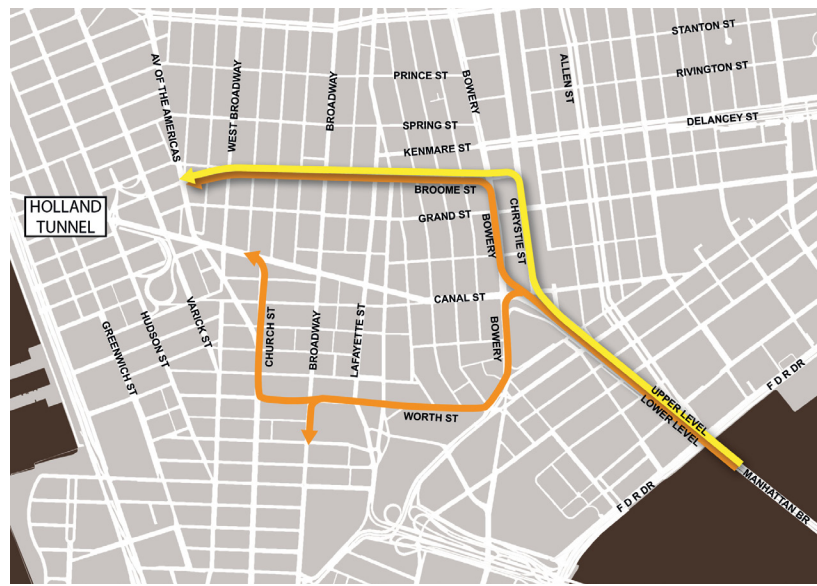 STANTON ST
RIVINGTON ST
DELANCEY ST
ALLEN ST
BOWERY
PRINCE ST
SPRING ST
KENMARE ST
BROADWAY
WEST BROADWAY
AV OF THE AMERICAS
BROOME ST
GRAND ST
BOWERY
CHRYSTIE ST
HOLLAND
TUNNEL
CANAL ST
BOWERY
LAFAYETTE ST
BROADWAY
CHURCH ST
VARICK ST
HUDSON ST
GREENWICH ST
WORTH ST
UPPER LEVEL
LOWER LEVEL
F D R DR
MANHATTAN BR
F D R DR